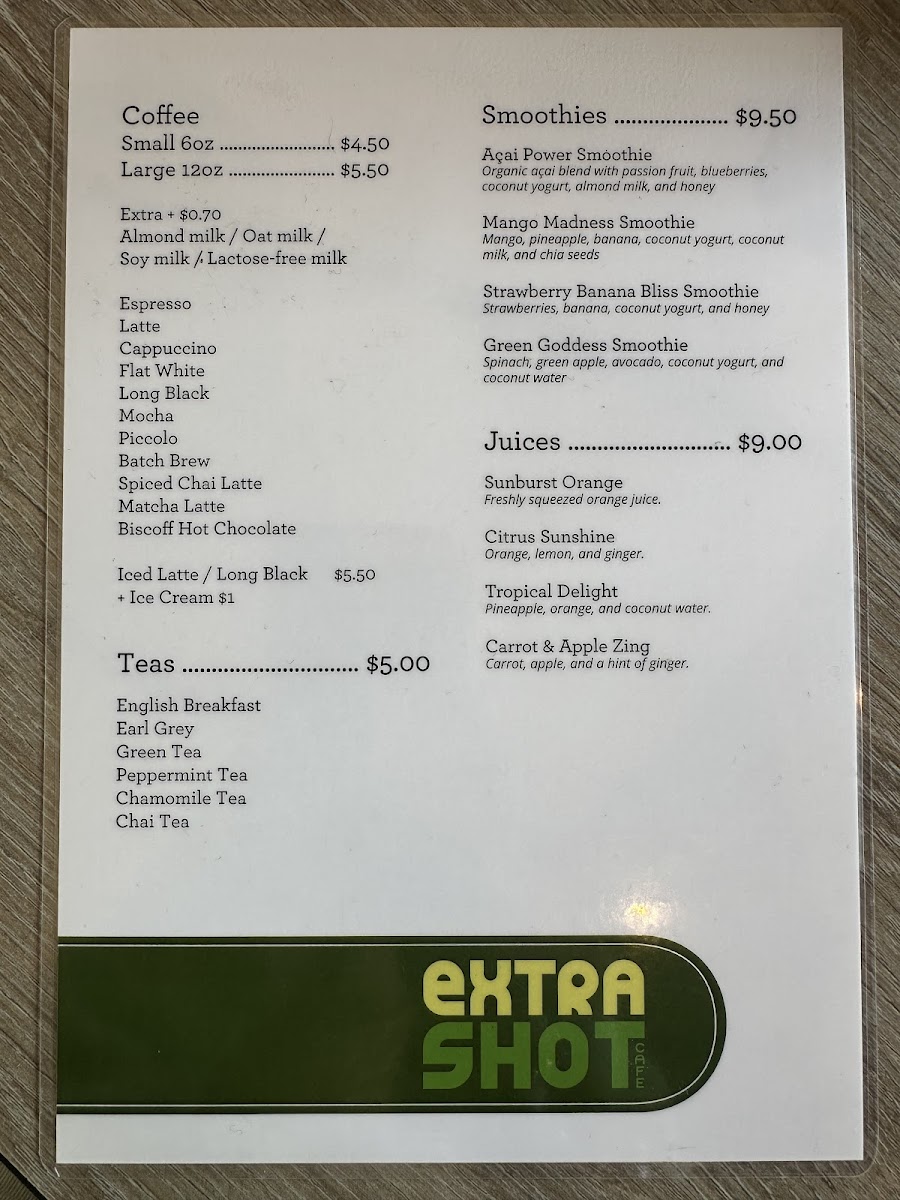 Coffee
Small 6oz ......................... $4.50
Large 12oz ....................... $5.50
Extra + $0.70
Almond milk / Oat milk /
Soy milk / Lactose-free milk
Espresso
Latte
Cappuccino
Flat White
Long Black
Mocha
Piccolo
Batch Brew
Spiced Chai Latte
Matcha Latte
Biscoff Hot Chocolate
Iced Latte / Long Black $5.50
+ Ice Cream $1
Teas .............................. $5.00
English Breakfast
Earl Grey
Green Tea
Peppermint Tea
Chamomile Tea
Chai Tea
Smoothies .................... $9.50
Açai Power Smoothie
Organic açai blend with passion fruit, blueberries,
coconut yogurt, almond milk, and honey
Mango Madness Smoothie
Mango, pineapple, banana, coconut yogurt, coconut
milk, and chia seeds
Strawberry Banana Bliss Smoothie
Strawberries, banana, coconut yogurt, and honey
Green Goddess Smoothie
Spinach, green apple, avocado, coconut yogurt, and
coconut water
Juices ............................ $9.00
Sunburst Orange
Freshly squeezed orange juice.
Citrus Sunshine
Orange, lemon, and ginger.
Tropical Delight
Pineapple, orange, and coconut water.
Carrot & Apple Zing
Carrot, apple, and a hint of ginger.
eXTRA
SHOT
CAFE